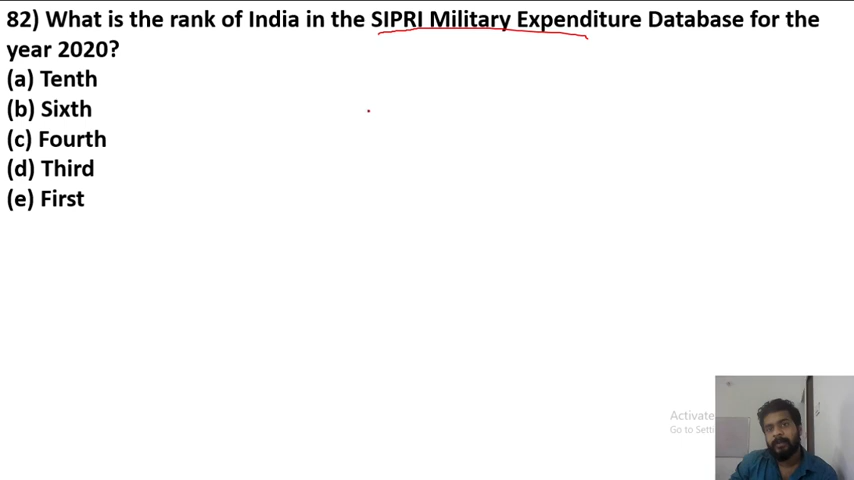 82) What is the rank of India in the SIPRI Military Expenditure Database for the
year 2020?
(a) Tenth
(b) Sixth
(c) Fourth
(d) Third
(e) First
Activate
Go to Setti